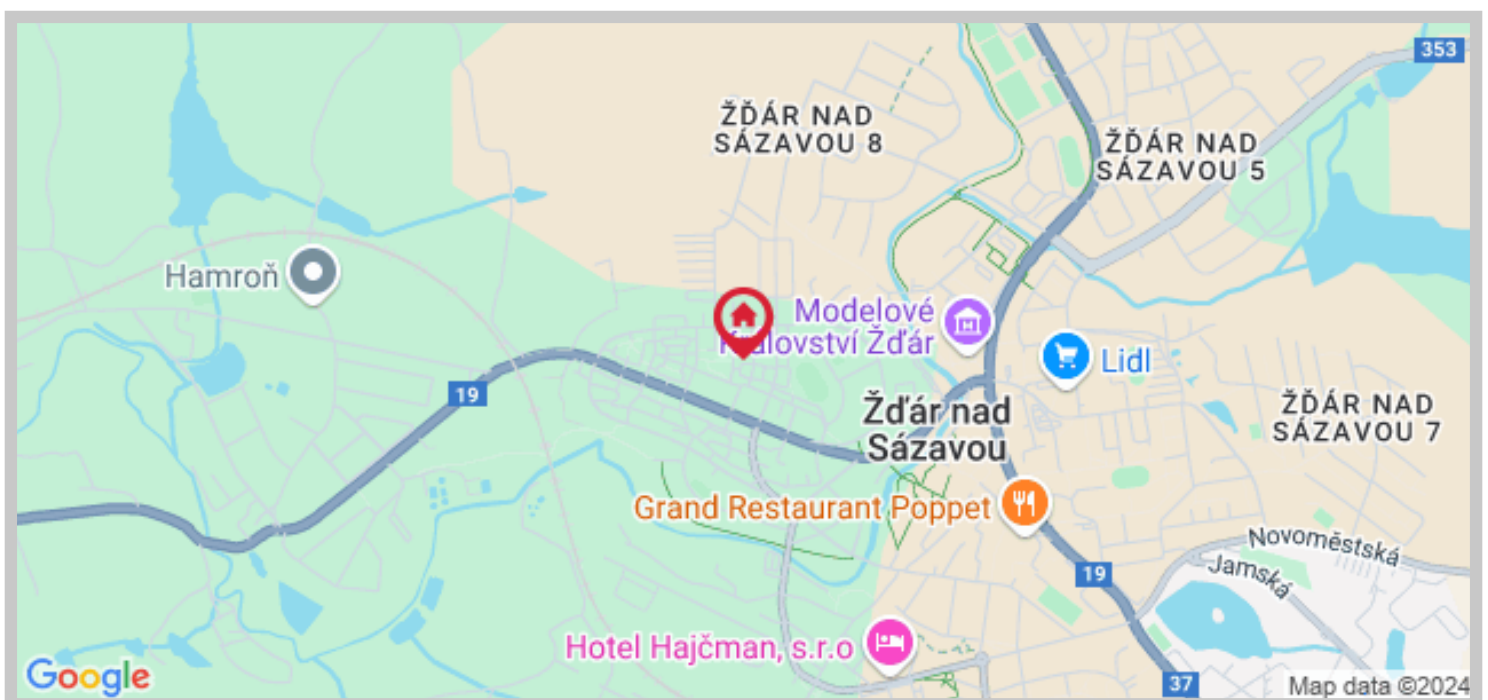 353
ŽĎÁR NAD
SÁZAVOU 8
ŽĎÁR NAD
SÁZAVOU 5
Hamroň
Modelové
Království Žďár
Lidl
19
Žďár nad
Sázavou
ŽĎÁR NAD
SÁZAVOU 7
Grand Restaurant Poppet
Novoměstská
Jamská
19
Hotel Hajčman, s.r.o
Google
37
Map data ©2024